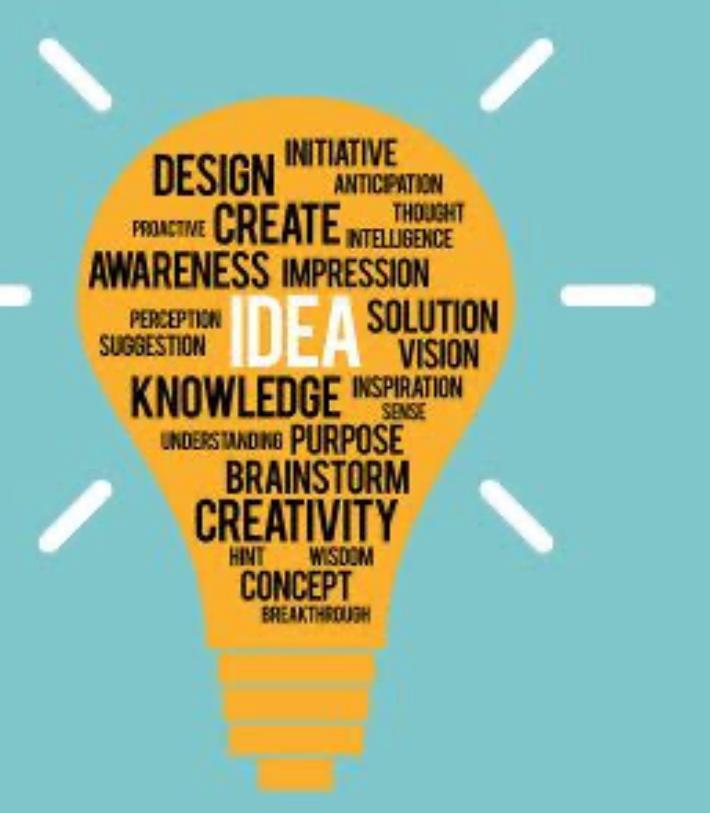 INITIATIVE
DESIGN
ANTICIPATION
THOUGHT
PROACTIVE CREATE INTELLIGENCE
AWARENESS IMPRESSION
PERCEPTION IDEA SOLUTION
SUGGESTION VISION
KNOWLEDGE INSPIRATION
SENSE
UNDERSTANDING PURPOSE
BRAINSTORM
CREATIVITY
HINT WISDOM
CONCEPT
BREAKTHROUGH